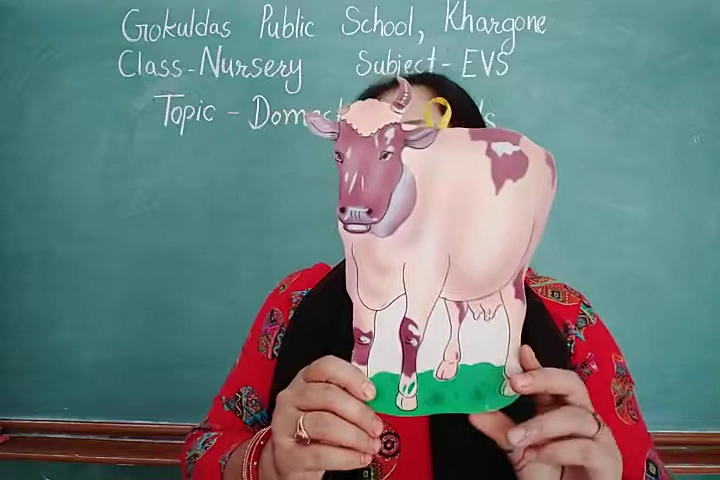 Gokuldas Public School, Khargone
Class-Nursery Subject- EVS
Topic - Domest